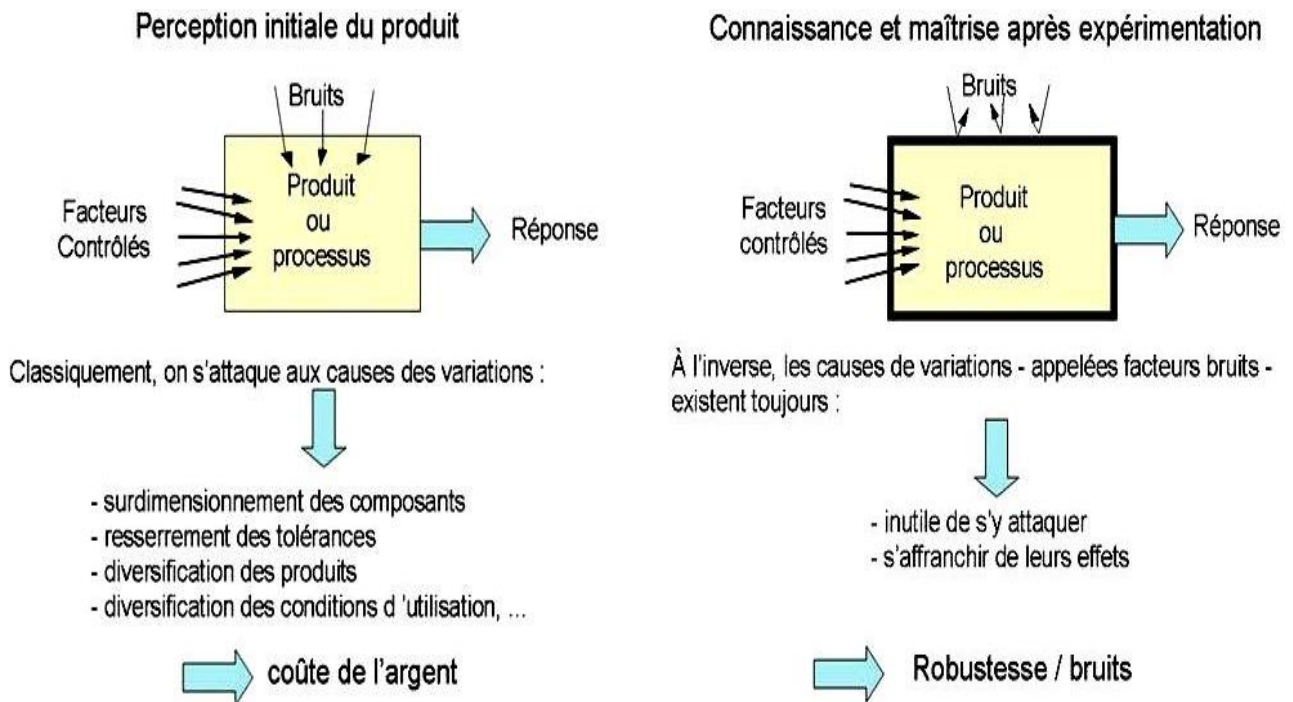 Perception initiale du produit
Bruits
Facteurs
Contrôlés
Produit
ou
processus
Réponse
Classiquement, on s'attaque aux causes des variations :
- surdimensionnement des composants
- resserrement des tolérances
- diversification des produits
- diversification des conditions d 'utilisation, ...
coûte de l'argent
Connaissance et maîtrise après expérimentation
Bruits
Facteurs
contrôlés
Produit
ou
processus
Réponse
À l'inverse, les causes de variations - appelées facteurs bruits -
existent toujours :
- inutile de s'y attaquer
- s'affranchir de leurs effets
Robustesse / bruits